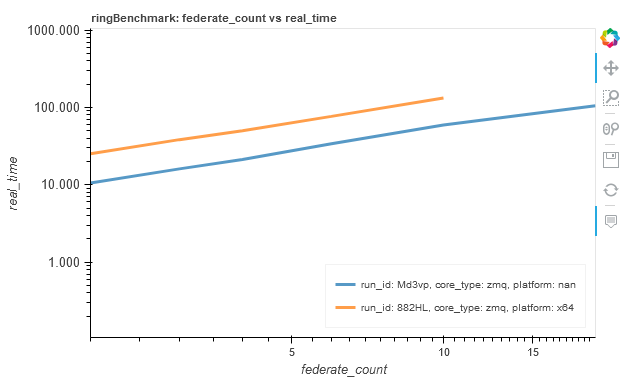 ringBenchmark: federate_count vs real_time
1000.000
100.000
10.000
1.000
real_time
run_id: Md3vp, core_type: zmq, platform: nan
run_id: 882HL, core_type: zmq, platform: x64
5
10
15
federate_count